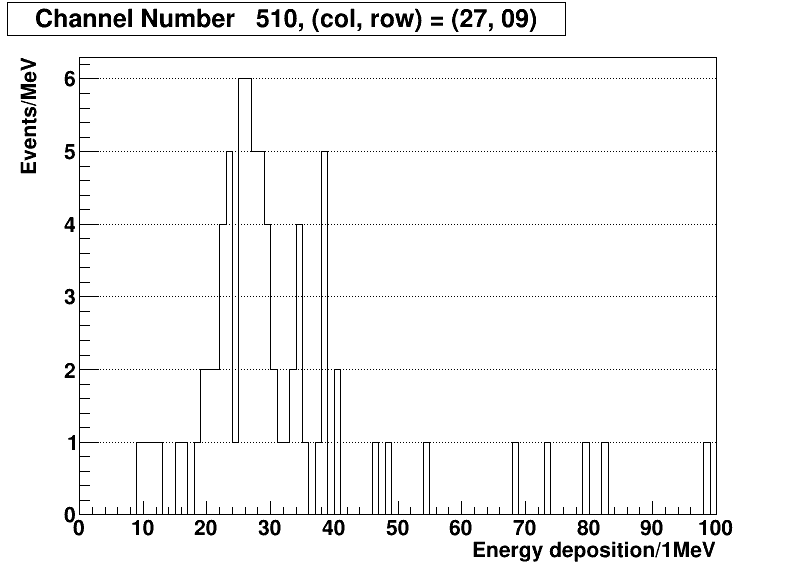 Channel Number 510, (col, row) = (27, 09)
Events/MeV
6
5
4
3
2
1
0
0 10 20 30 40 50 60 70 80 90 100
Energy deposition/1MeV